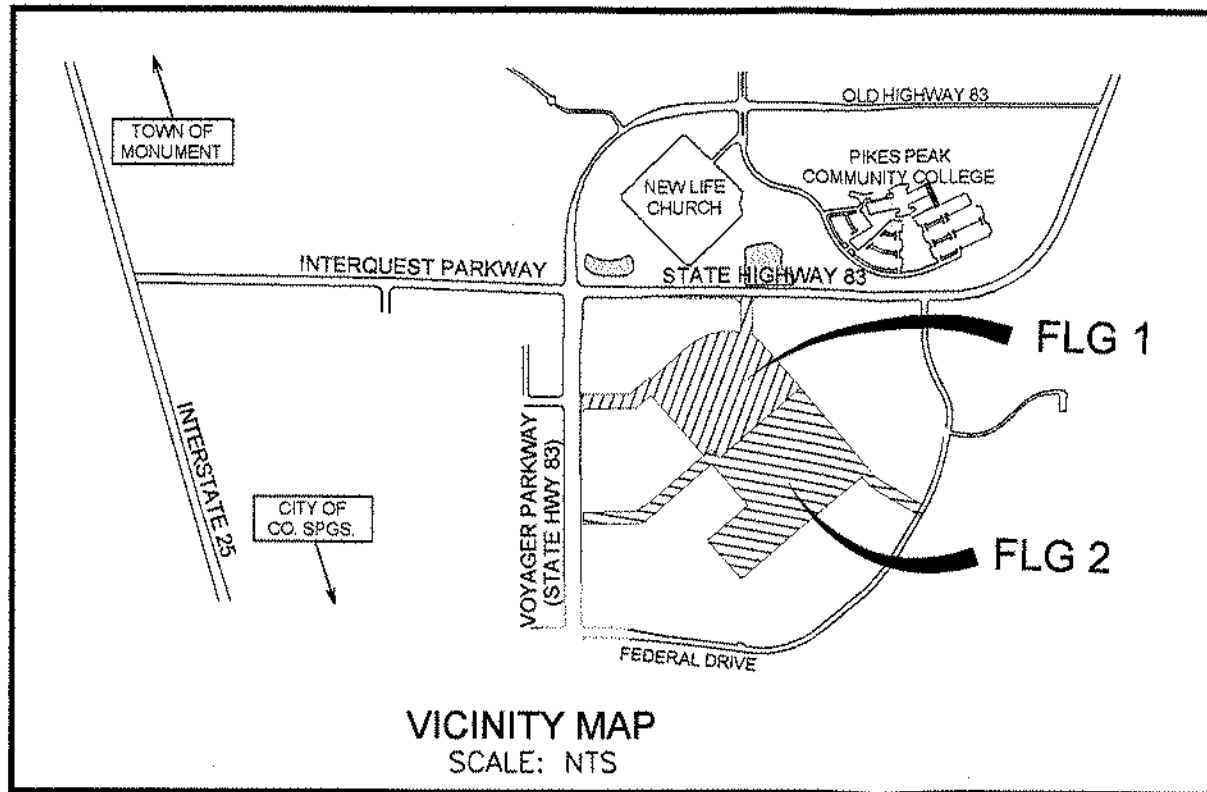 OLD HIGHWAY 83
TOWN OF
MONUMENT
PIKES PEAK
COMMUNITY COLLEGE
NEW LIFE
CHURCH
INTERQUEST PARKWAY
STATE HIGHWAY 83
FLG 1
INTERSTATE 25
CITY OF
CO. SPGS.
VOYAGER PARKWAY
(STATE HWY 83)
FLG 2
FEDERAL DRIVE
VICINITY MAP
SCALE: NTS